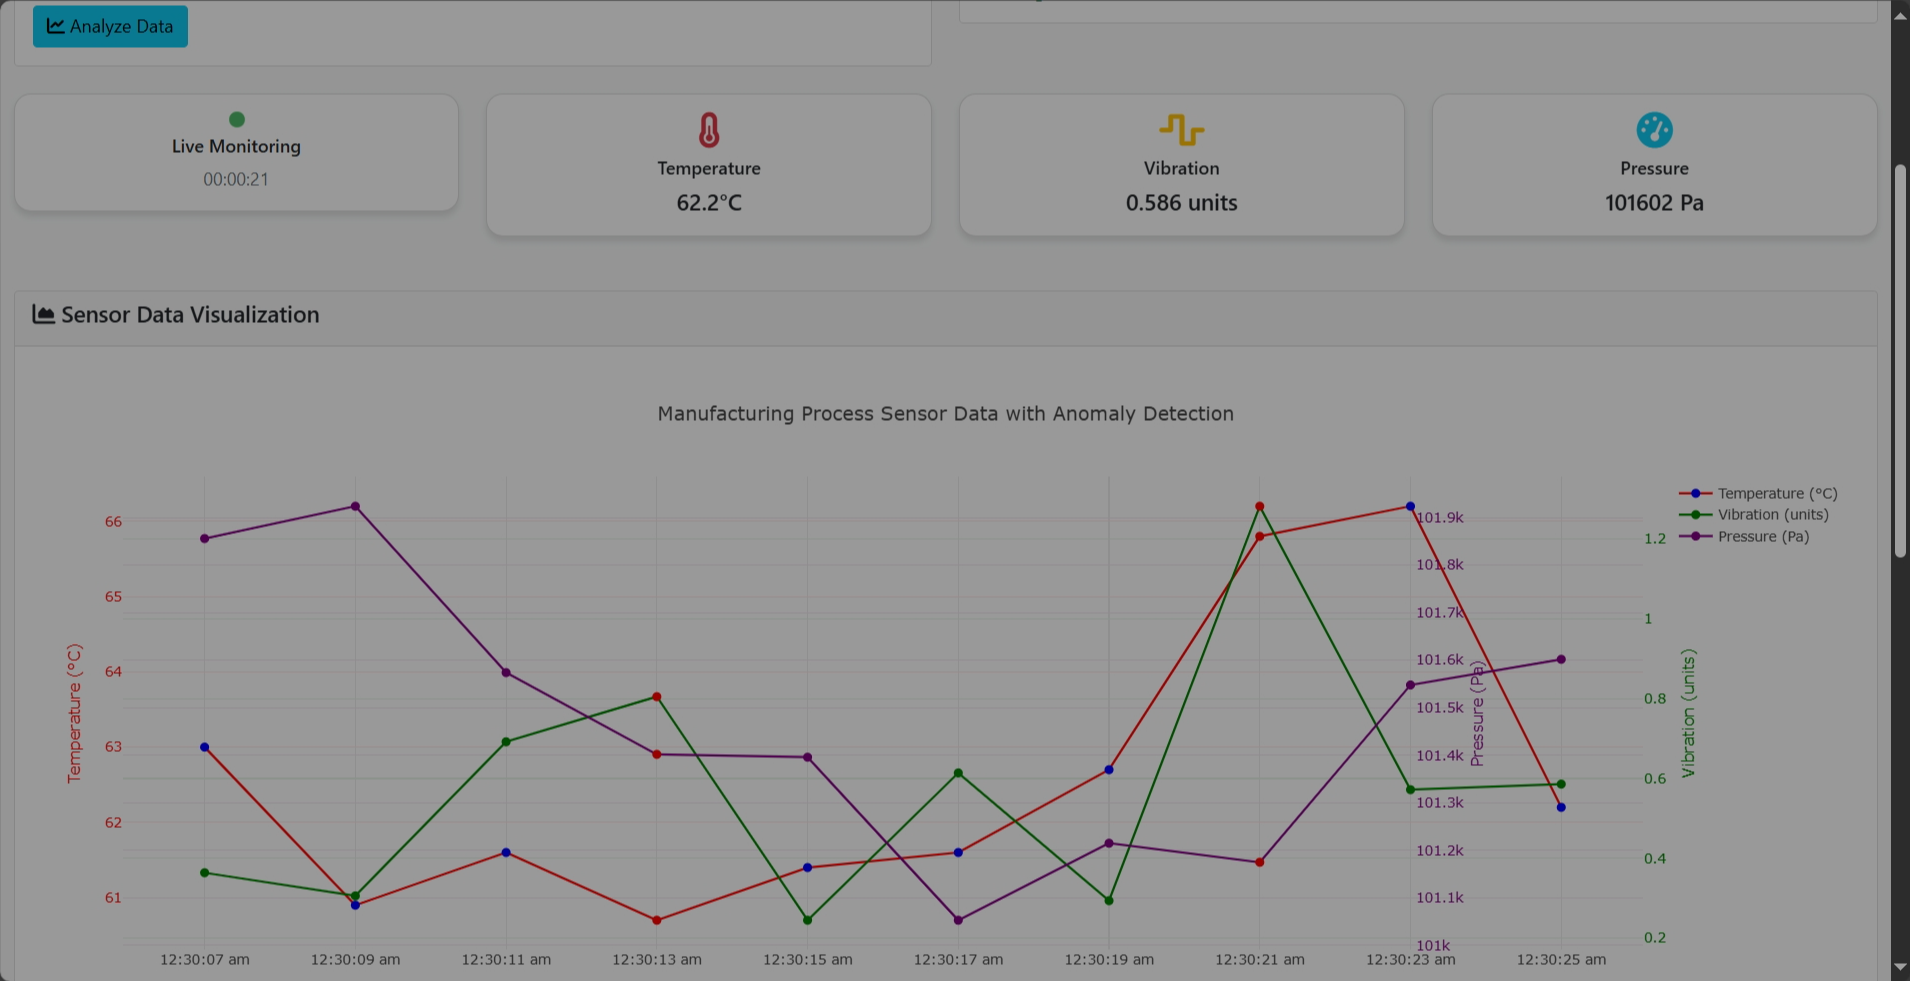 Analyze Data
Live Monitoring
00:00:21
Temperature
62.2°C
Vibration
0.586 units
Pressure
101602 Pa
Sensor Data Visualization
Manufacturing Process Sensor Data with Anomaly Detection
Temperature (°C)
Vibration (units)
Pressure (Pa)
66
65
64
63
62
61
Temperature (°C)
101.9k
101.8k
101.7k
101.6k
101.5k
101.4k
101.3k
101.2k
101.1k
101k
Pressure (Pa)
1.2
1
0.8
0.6
0.4
0.2
Vibration (units)
12:30:07 am
12:30:09 am
12:30:11 am
12:30:13 am
12:30:15 am
12:30:17 am
12:30:19 am
12:30:21 am
12:30:23 am
12:30:25 am